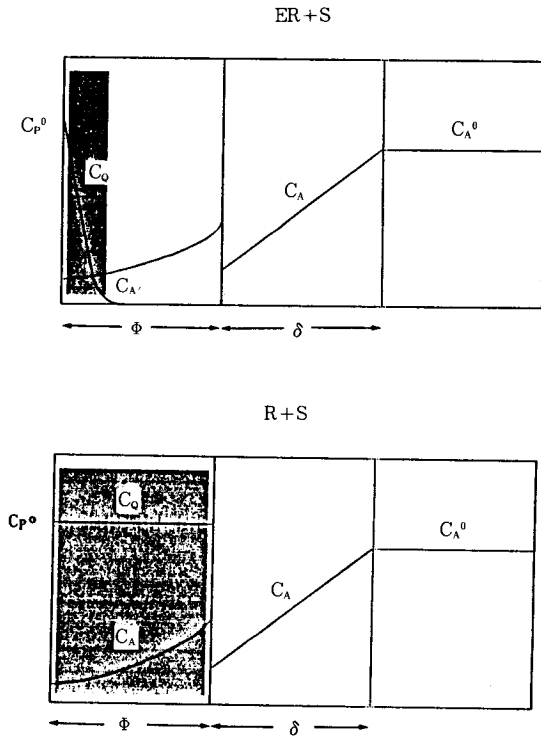 ER+S
C_P^0
C_Q
C_A'
C_A
C_A^0
Φ
δ
R+S
C_P^0
C_Q
C_A
C_A
C_A^0
Φ
δ